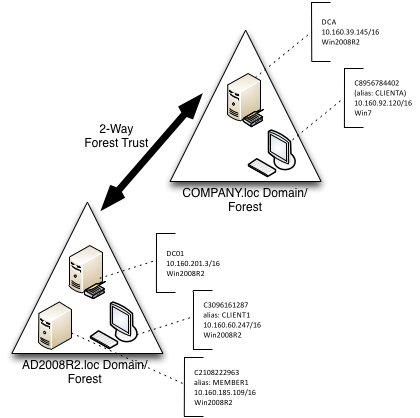 DCA
10.160.39.145/16
Win2008R2
C8956784402
(alias: CLIENTA)
10.160.92.120/16
Win7
2-Way
Forest Trust
COMPANY.loc Domain/
Forest
DC01
10.160.201.3/16
Win2008R2
C3096161287
alias: CLIENT1
10.160.60.247/16
Win2008R2
AD2008R2.loc Domain/
Forest
C2108222963
alias: MEMBER1
10.160.185.109/16
Win2008R2